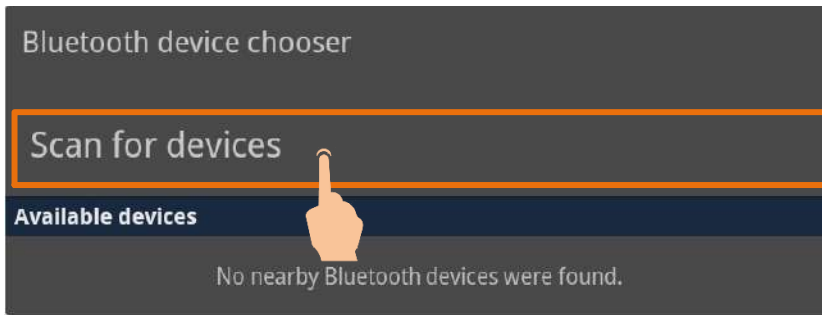 Bluetooth device chooser
Scan for devices
Available devices
No nearby Bluetooth devices were found.